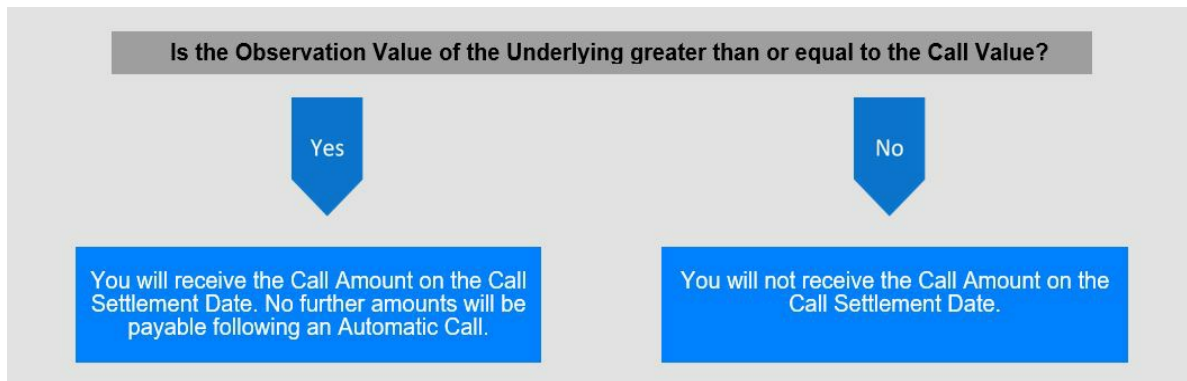 Is the Observation Value of the Underlying greater than or equal to the Call Value?
Yes
No
You will receive the Call Amount on the Call
Settlement Date. No further amounts will be
payable following an Automatic Call.
You will not receive the Call Amount on the
Call Settlement Date.